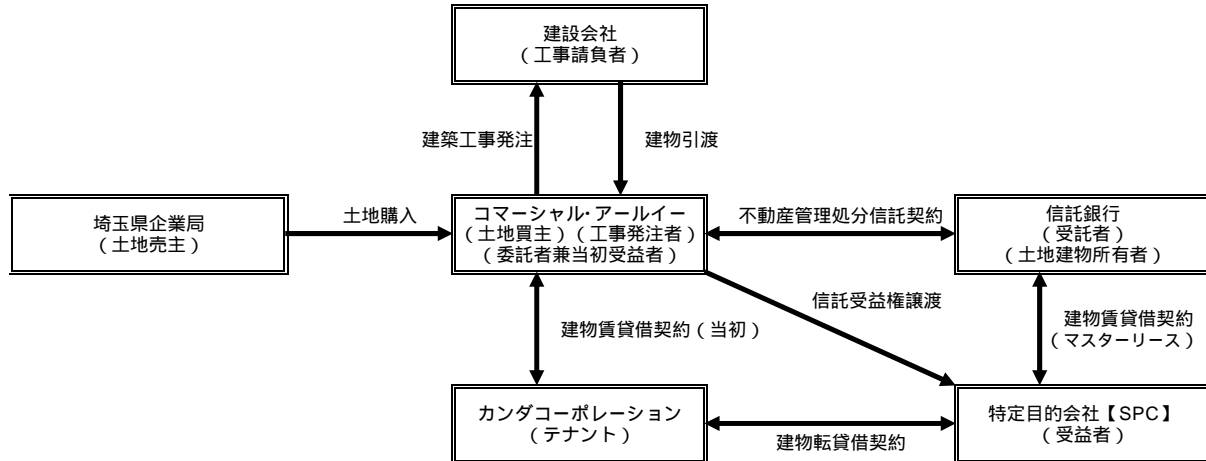 建設会社
(工事請負者)
建築工事発注
建物引渡
埼玉県企業局
(土地売主)
土地購入
コマーシャル・アールイー
(土地買主)(工事発注者)
(委託者兼当初受益者)
不動産管理処分信託契約
信託銀行
(受託者)
(土地建物所有者)
信託受益権譲渡
建物賃貸借契約(当初)
建物賃貸借契約
(マスターリース)
カンダコーポレーション
(テナント)
建物転貸借契約
特定目的会社【SPC】
(受益者)